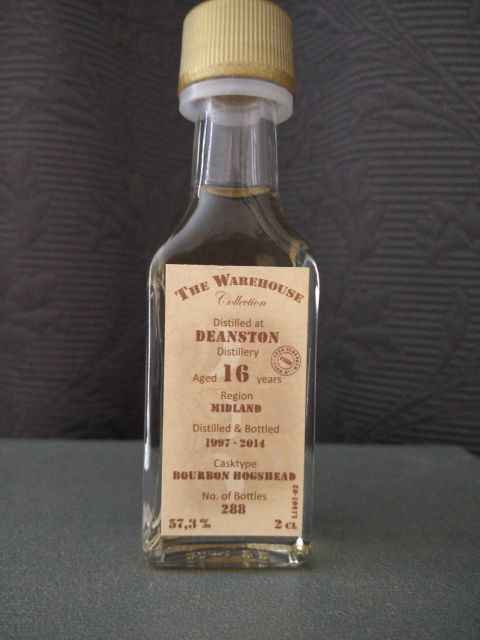 THE WAREHOUSE
Collection
Distilled at
DEANSTON
Distillery
Aged 16 years
Region
MIDLAND
Distilled & Bottled
1997 - 2014
Casktype
BOURBON HOGSHEAD
No. of Bottles
288
57,3 % 2 CL